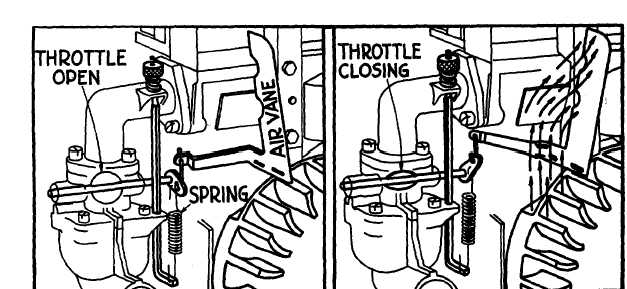 THROTTLE
OPEN
AIR VANE
SPRING
THROTTLE
CLOSING